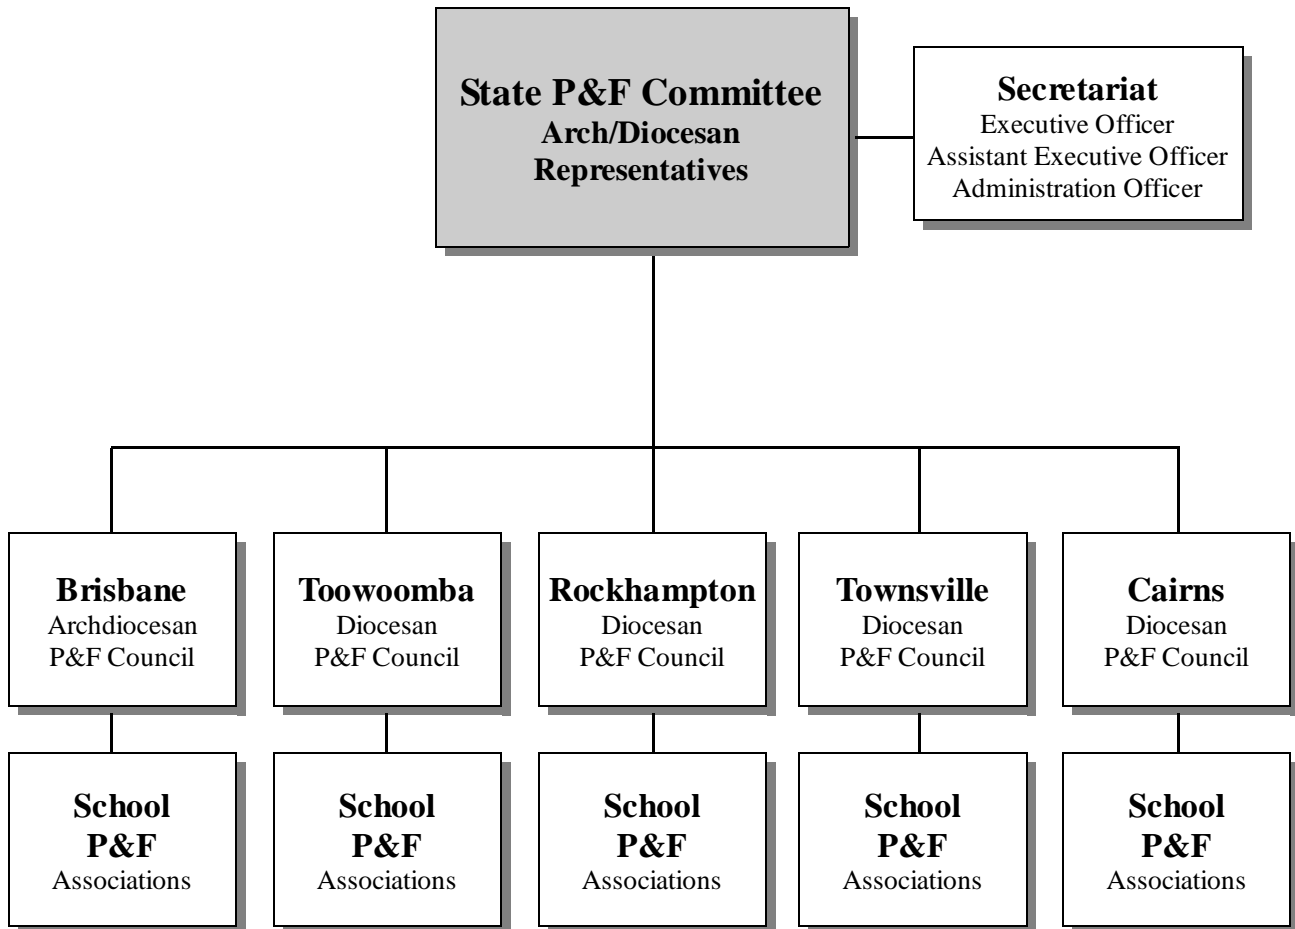 State P&F Committee
Arch/Diocesan
Representatives
Secretariat
Executive Officer
Assistant Executive Officer
Administration Officer
Brisbane
Archdiocesan
P&F Council
Toowoomba
Diocesan
P&F Council
Rockhampton
Diocesan
P&F Council
Townsville
Diocesan
P&F Council
Cairns
Diocesan
P&F Council
School
P&F
Associations
School
P&F
Associations
School
P&F
Associations
School
P&F
Associations
School
P&F
Associations